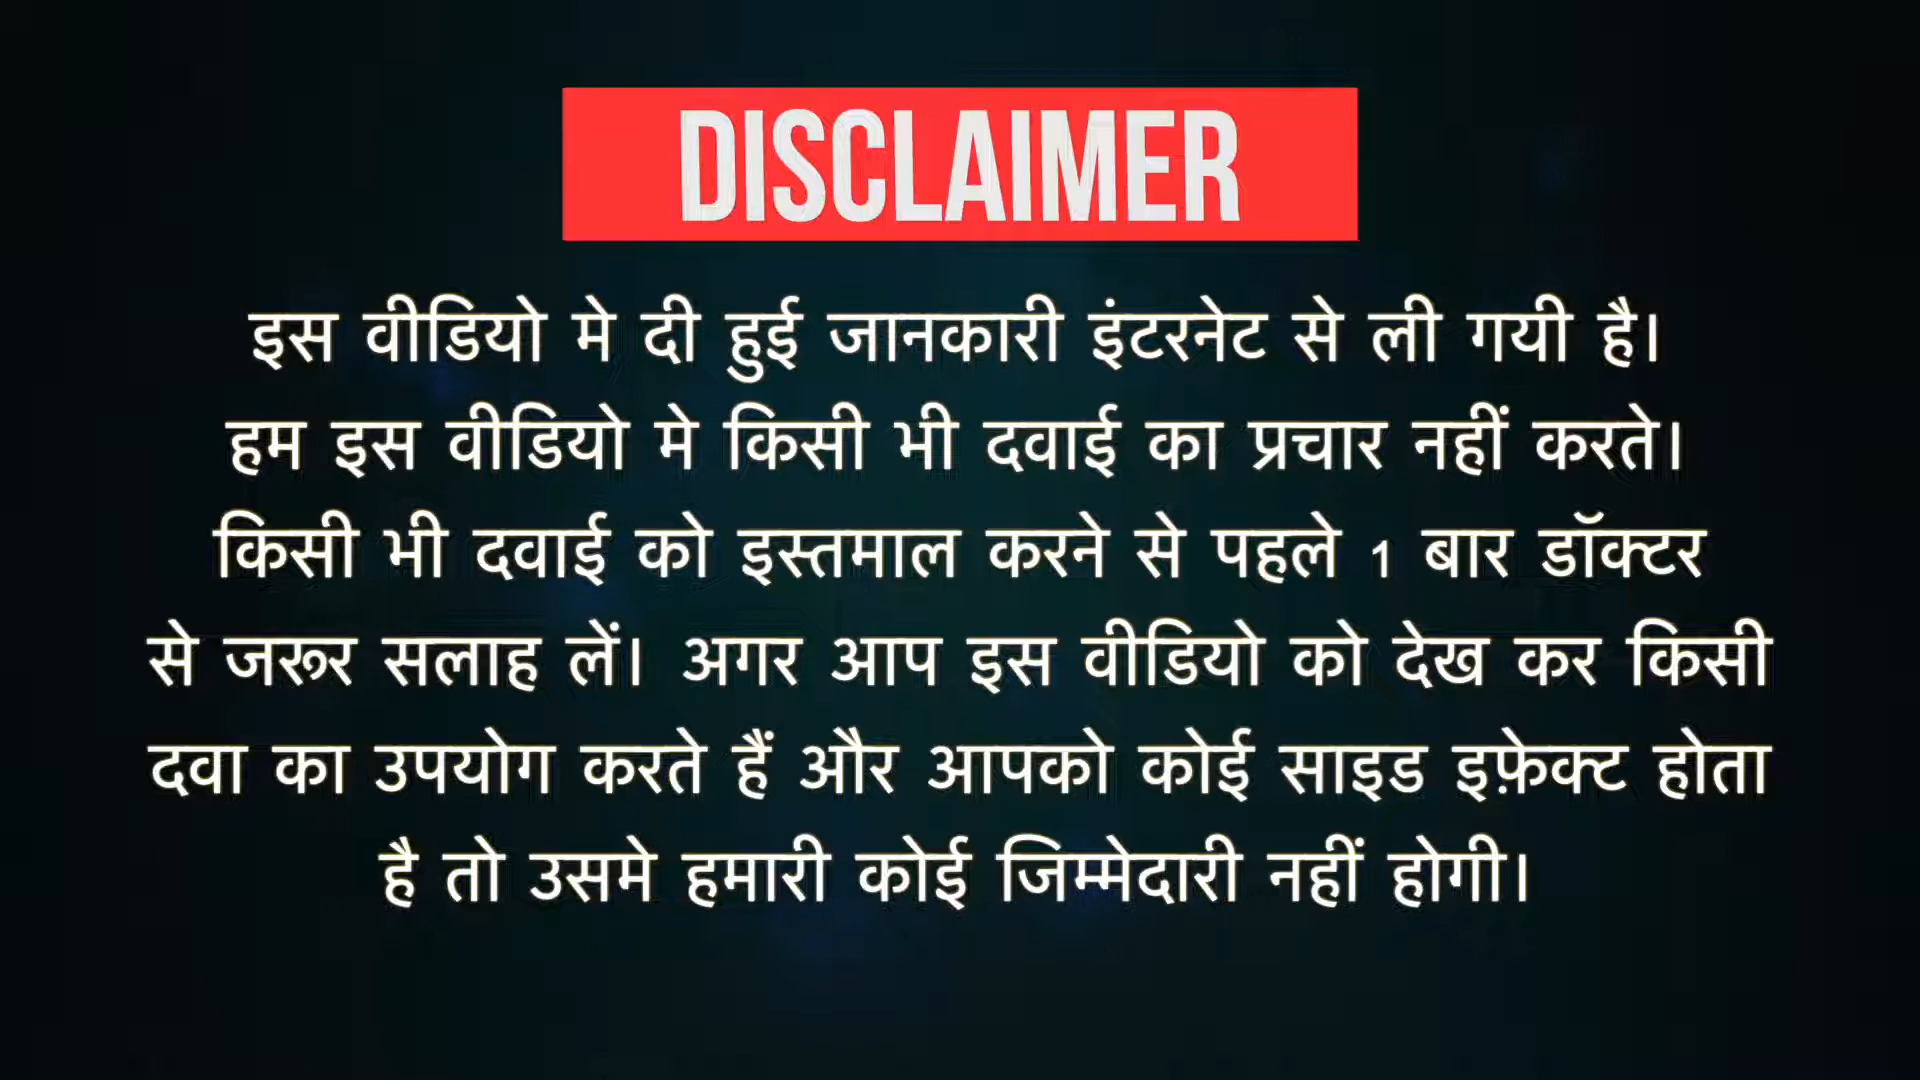 DISCLAIMER
इस वीडियो मे दी हुई जानकारी इंटरनेट से ली गयी है।
हम इस वीडियो मे किसी भी दवाई का प्रचार नहीं करते।
किसी भी दवाई को इस्तमाल करने से पहले 1 बार डॉक्टर
से जरूर सलाह लें। अगर आप इस वीडियो को देख कर किसी
दवा का उपयोग करते हैं और आपको कोई साइड इफ़ेक्ट होता
है तो उसमे हमारी कोई जिम्मेदारी नहीं होगी।